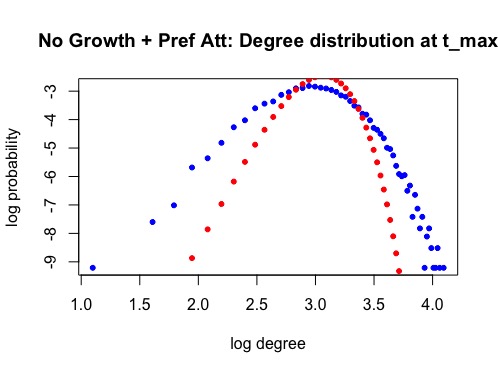 No Growth + Pref Att: Degree distribution at t_max
log probability
-3
-4
-5
-6
-7
-8
-9
1.0 1.5 2.0 2.5 3.0 3.5 4.0
log degree